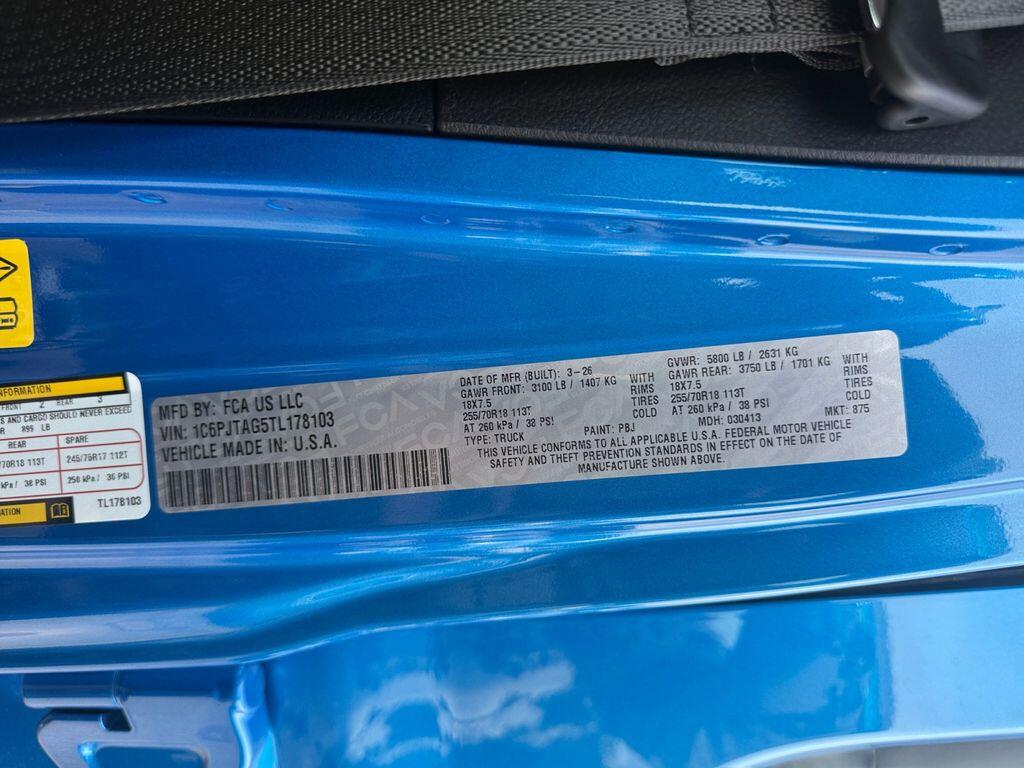 INFORMATION
FRONT 2 REAR 3
S AND CARGO SHOULD NEVER EXCEED
899 LB
REAR SPARE
/70R18 113T 245/75R17 112T
kPa / 38 PSI 250 kPa / 36 PSI
TL178103
MFD BY: FCA US LLC
VIN: 1C6PJTAG5TL178103
VEHICLE MADE IN: U.S.A.
DATE OF MFR (BUILT): 3-26
GAWR FRONT: 3100 LB / 1407 KG WITH
18X7.5 RIMS
255/70R18 113T TIRES
AT 260 kPa / 38 PSI COLD
TYPE: TRUCK PAINT: PBJ
GVWR: 5800 LB / 2631 KG
GAWR REAR: 3750 LB / 1701 KG WITH
18X7.5 RIMS
255/70R18 113T TIRES
AT 260 kPa / 38 PSI COLD
MDH: 030413 MKT: 875
VEHICLE CONFORMS TO ALL APPLICABLE U.S.A. FEDERAL MOTOR VEHICLE
SAFETY AND THEFT PREVENTION STANDARDS IN EFFECT ON THE DATE OF
MANUFACTURE SHOWN ABOVE.